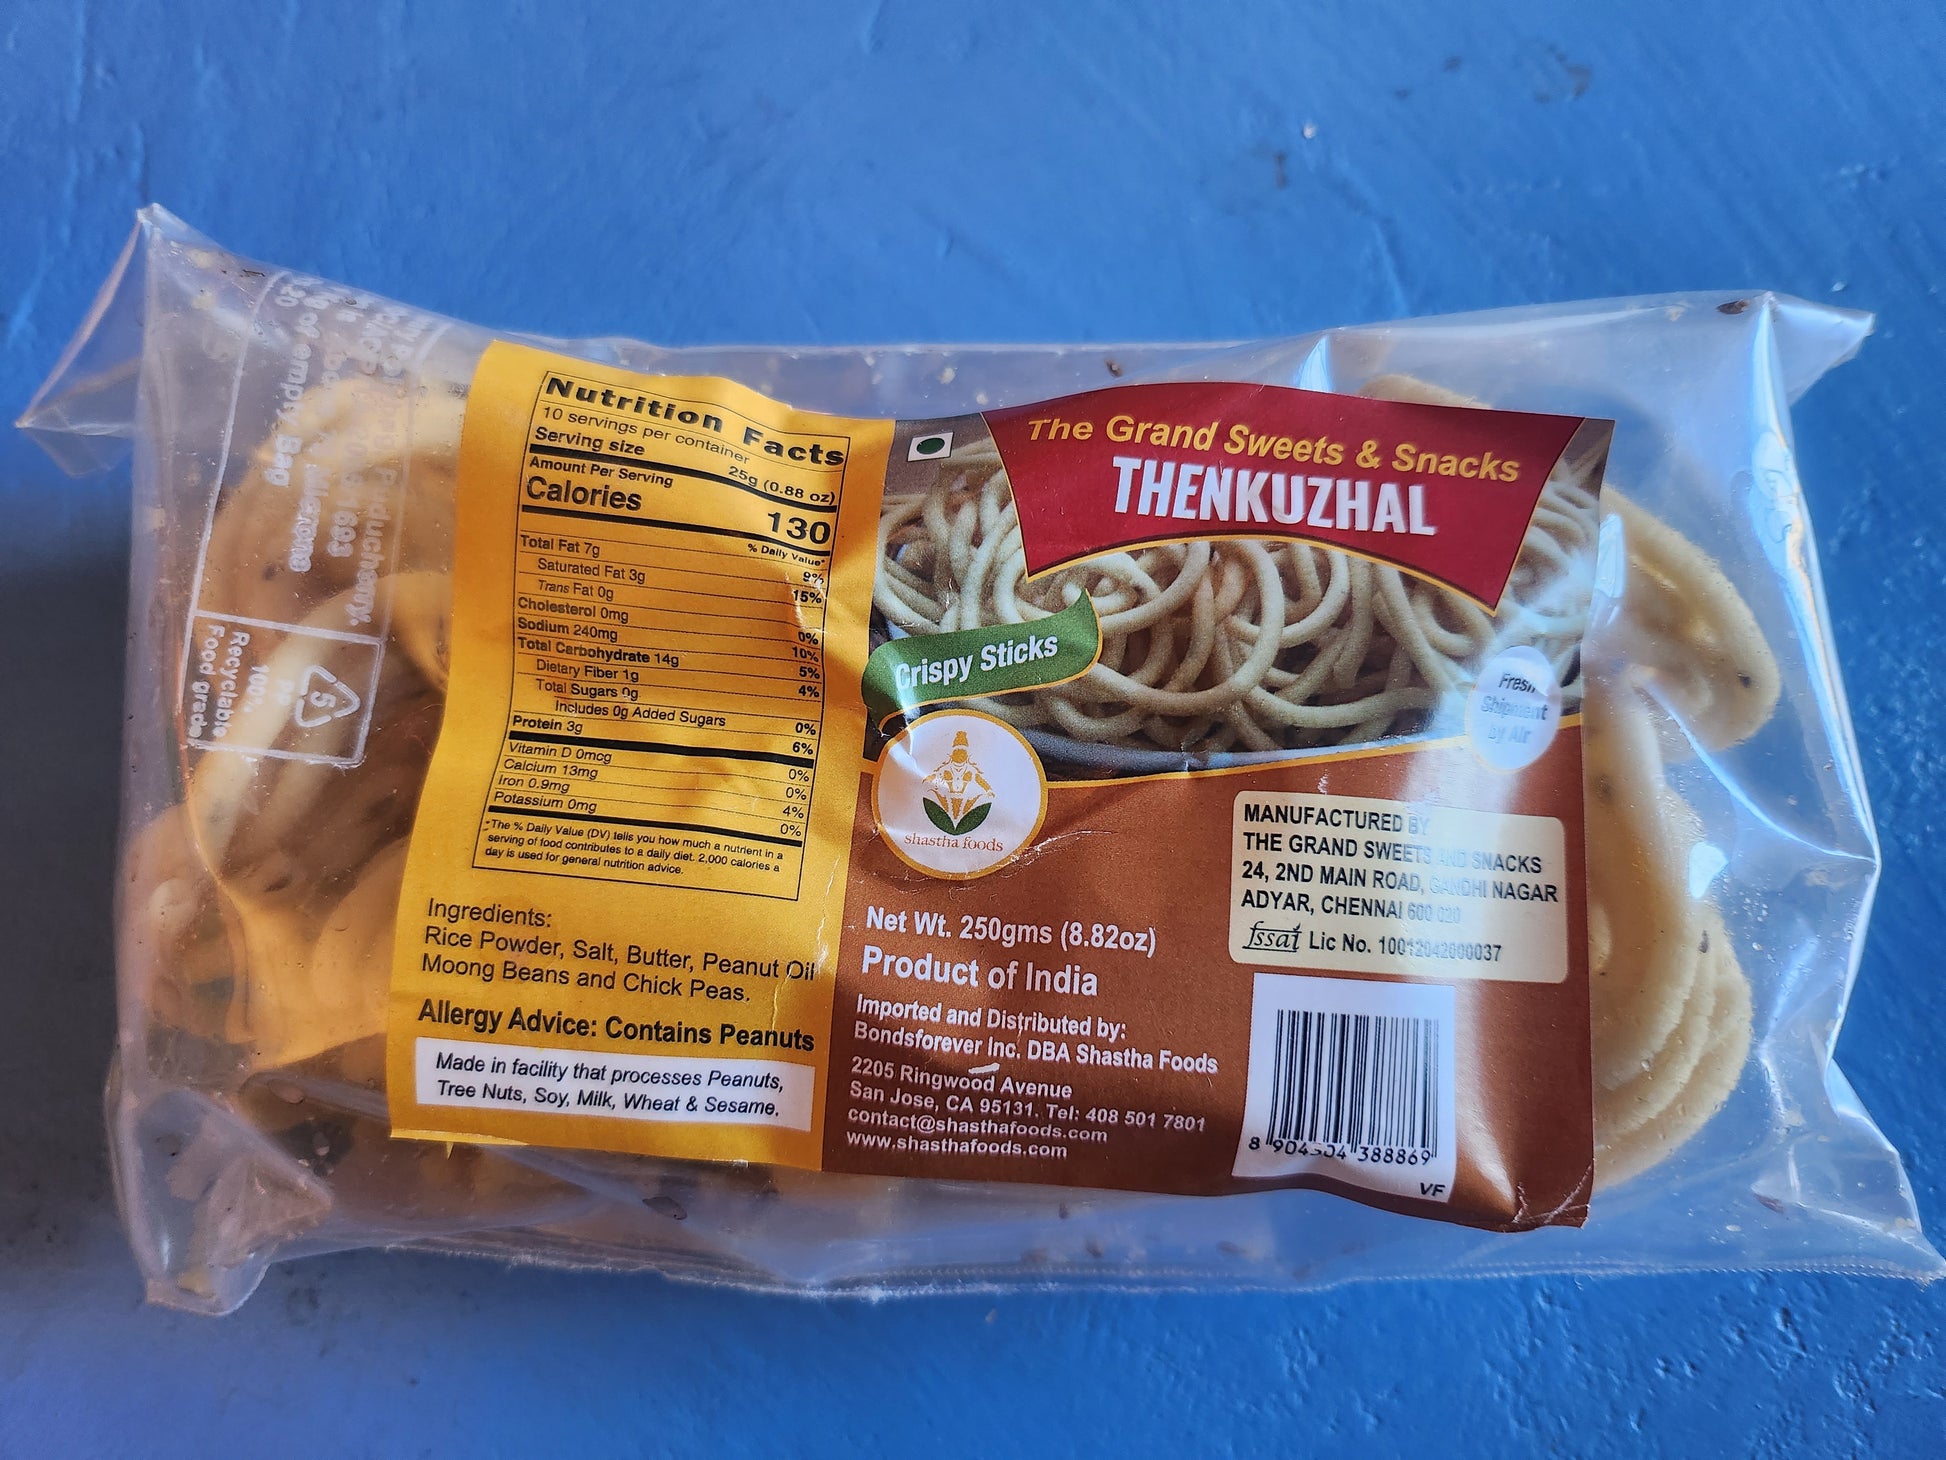 Nutrition Facts
10 servings per container
Serving size 25g (0.88 oz)
Amount Per Serving
Calories 130
% Daily Value*
Total Fat 7g 9%
Saturated Fat 3g 15%
Trans Fat 0g
Cholesterol 0mg 0%
Sodium 240mg 10%
Total Carbohydrate 14g 5%
Dietary Fiber 1g 4%
Total Sugars 0g
Includes 0g Added Sugars 0%
Protein 3g 6%
Vitamin D 0mcg 0%
Calcium 13mg 0%
Iron 0.9mg 4%
Potassium 0mg 0%
*The % Daily Value (DV) tells you how much a nutrient in a
serving of food contributes to a daily diet. 2,000 calories a
day is used for general nutrition advice.
Ingredients:
Rice Powder, Salt, Butter, Peanut Oil
Moong Beans and Chick Peas.
Allergy Advice: Contains Peanuts
Made in facility that processes Peanuts,
Tree Nuts, Soy, Milk, Wheat & Sesame.
The Grand Sweets & Snacks
THENKUZHAL
Crispy Sticks
Fresh
Shipment
by Air
shastha foods
Net Wt. 250gms (8.82oz)
Product of India
Imported and Distributed by:
Bondsforever Inc. DBA Shastha Foods
2205 Ringwood Avenue
San Jose, CA 95131. Tel: 408 501 7801
contact@shasthafoods.com
www.shasthafoods.com
MANUFACTURED BY
THE GRAND SWEETS AND SNACKS
24, 2ND MAIN ROAD, GANDHI NAGAR
ADYAR, CHENNAI 600 020
fssai Lic No. 10012042000037
8 904304 388869
VF
of empty Bag
5
PP
100%
Recyclable
Food grade